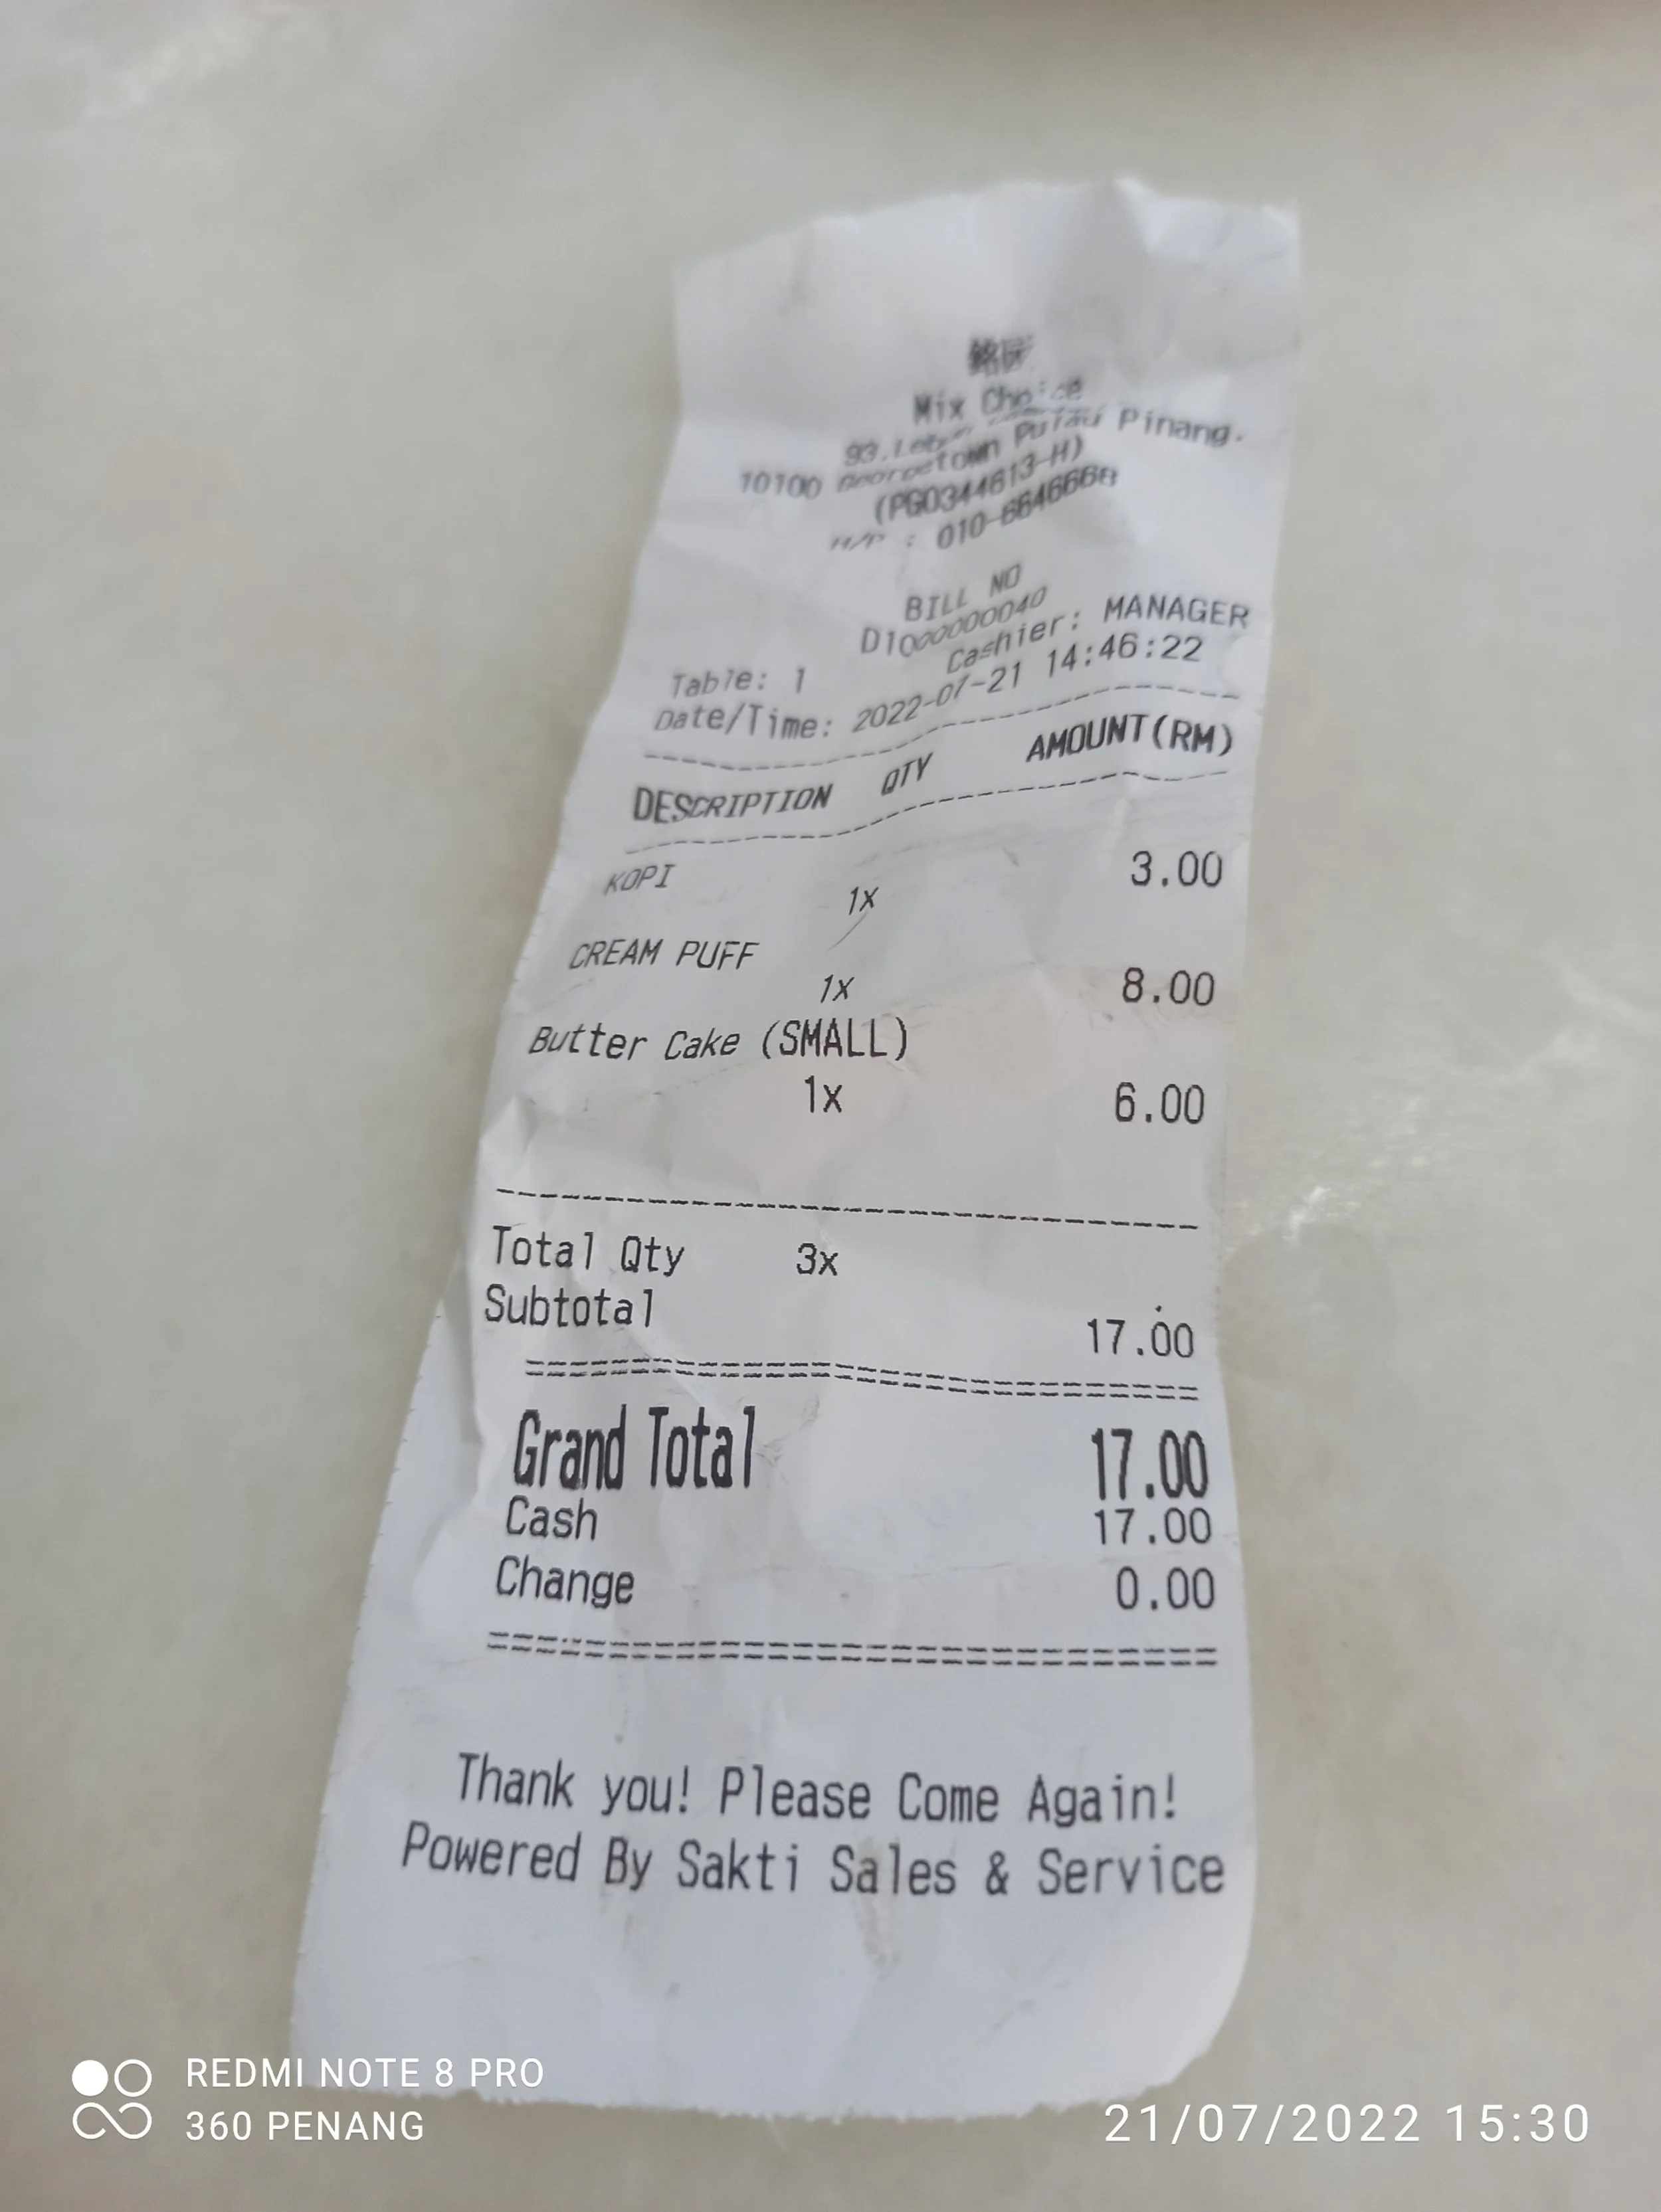 Mix Choice
93, Pulau Pinang.
10100 Georgetown
(PG0344613-H)
H/P : 010-6646668
BILL NO
D1000000040
Cashier: MANAGER
Table: 1
Date/Time: 2022-07-21 14:46:22
DESCRIPTION QTY AMOUNT(RM)
KOPI
1X 3.00
CREAM PUFF
1X 8.00
Butter Cake (SMALL)
1x 6.00
Total Qty 3x
Subtotal 17.00
Grand Total 17.00
Cash 17.00
Change 0.00
Thank you! Please Come Again!
Powered By Sakti Sales & Service
REDMI NOTE 8 PRO
360 PENANG
21/07/2022 15:30